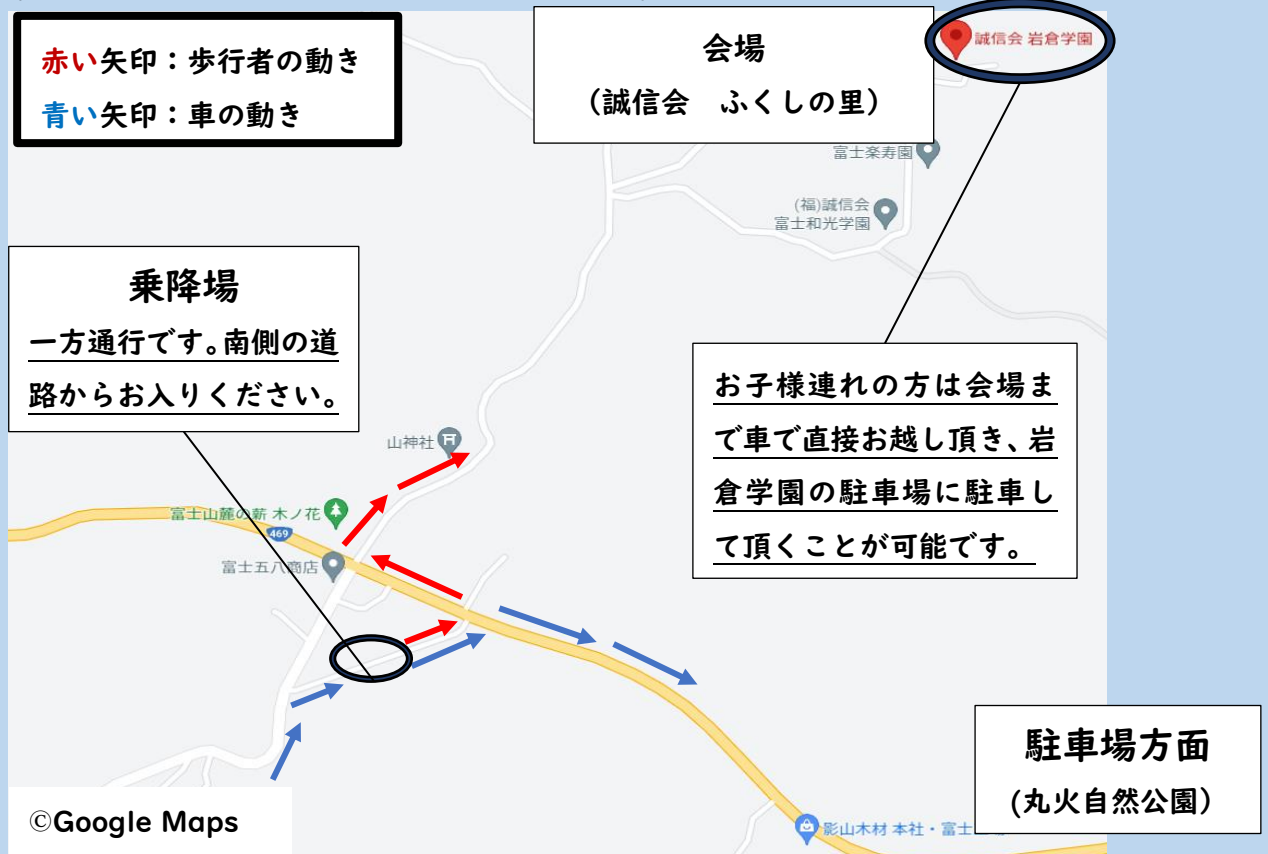 赤い矢印：歩行者の動き
青い矢印：車の動き
会場
（誠信会　ふくしの里）
誠信会 岩倉学園
富士楽寿園
(福)誠信会
富士和光学園
乗降場
一方通行です。南側の道
路からお入りください。
お子様連れの方は会場ま
で車で直接お越し頂き、岩
倉学園の駐車場に駐車し
て頂くことが可能です。
山神社
富士山麓の薪 木ノ花
469
富士五八商店
駐車場方面
(丸火自然公園）
影山木材 本社・富士
©Google Maps